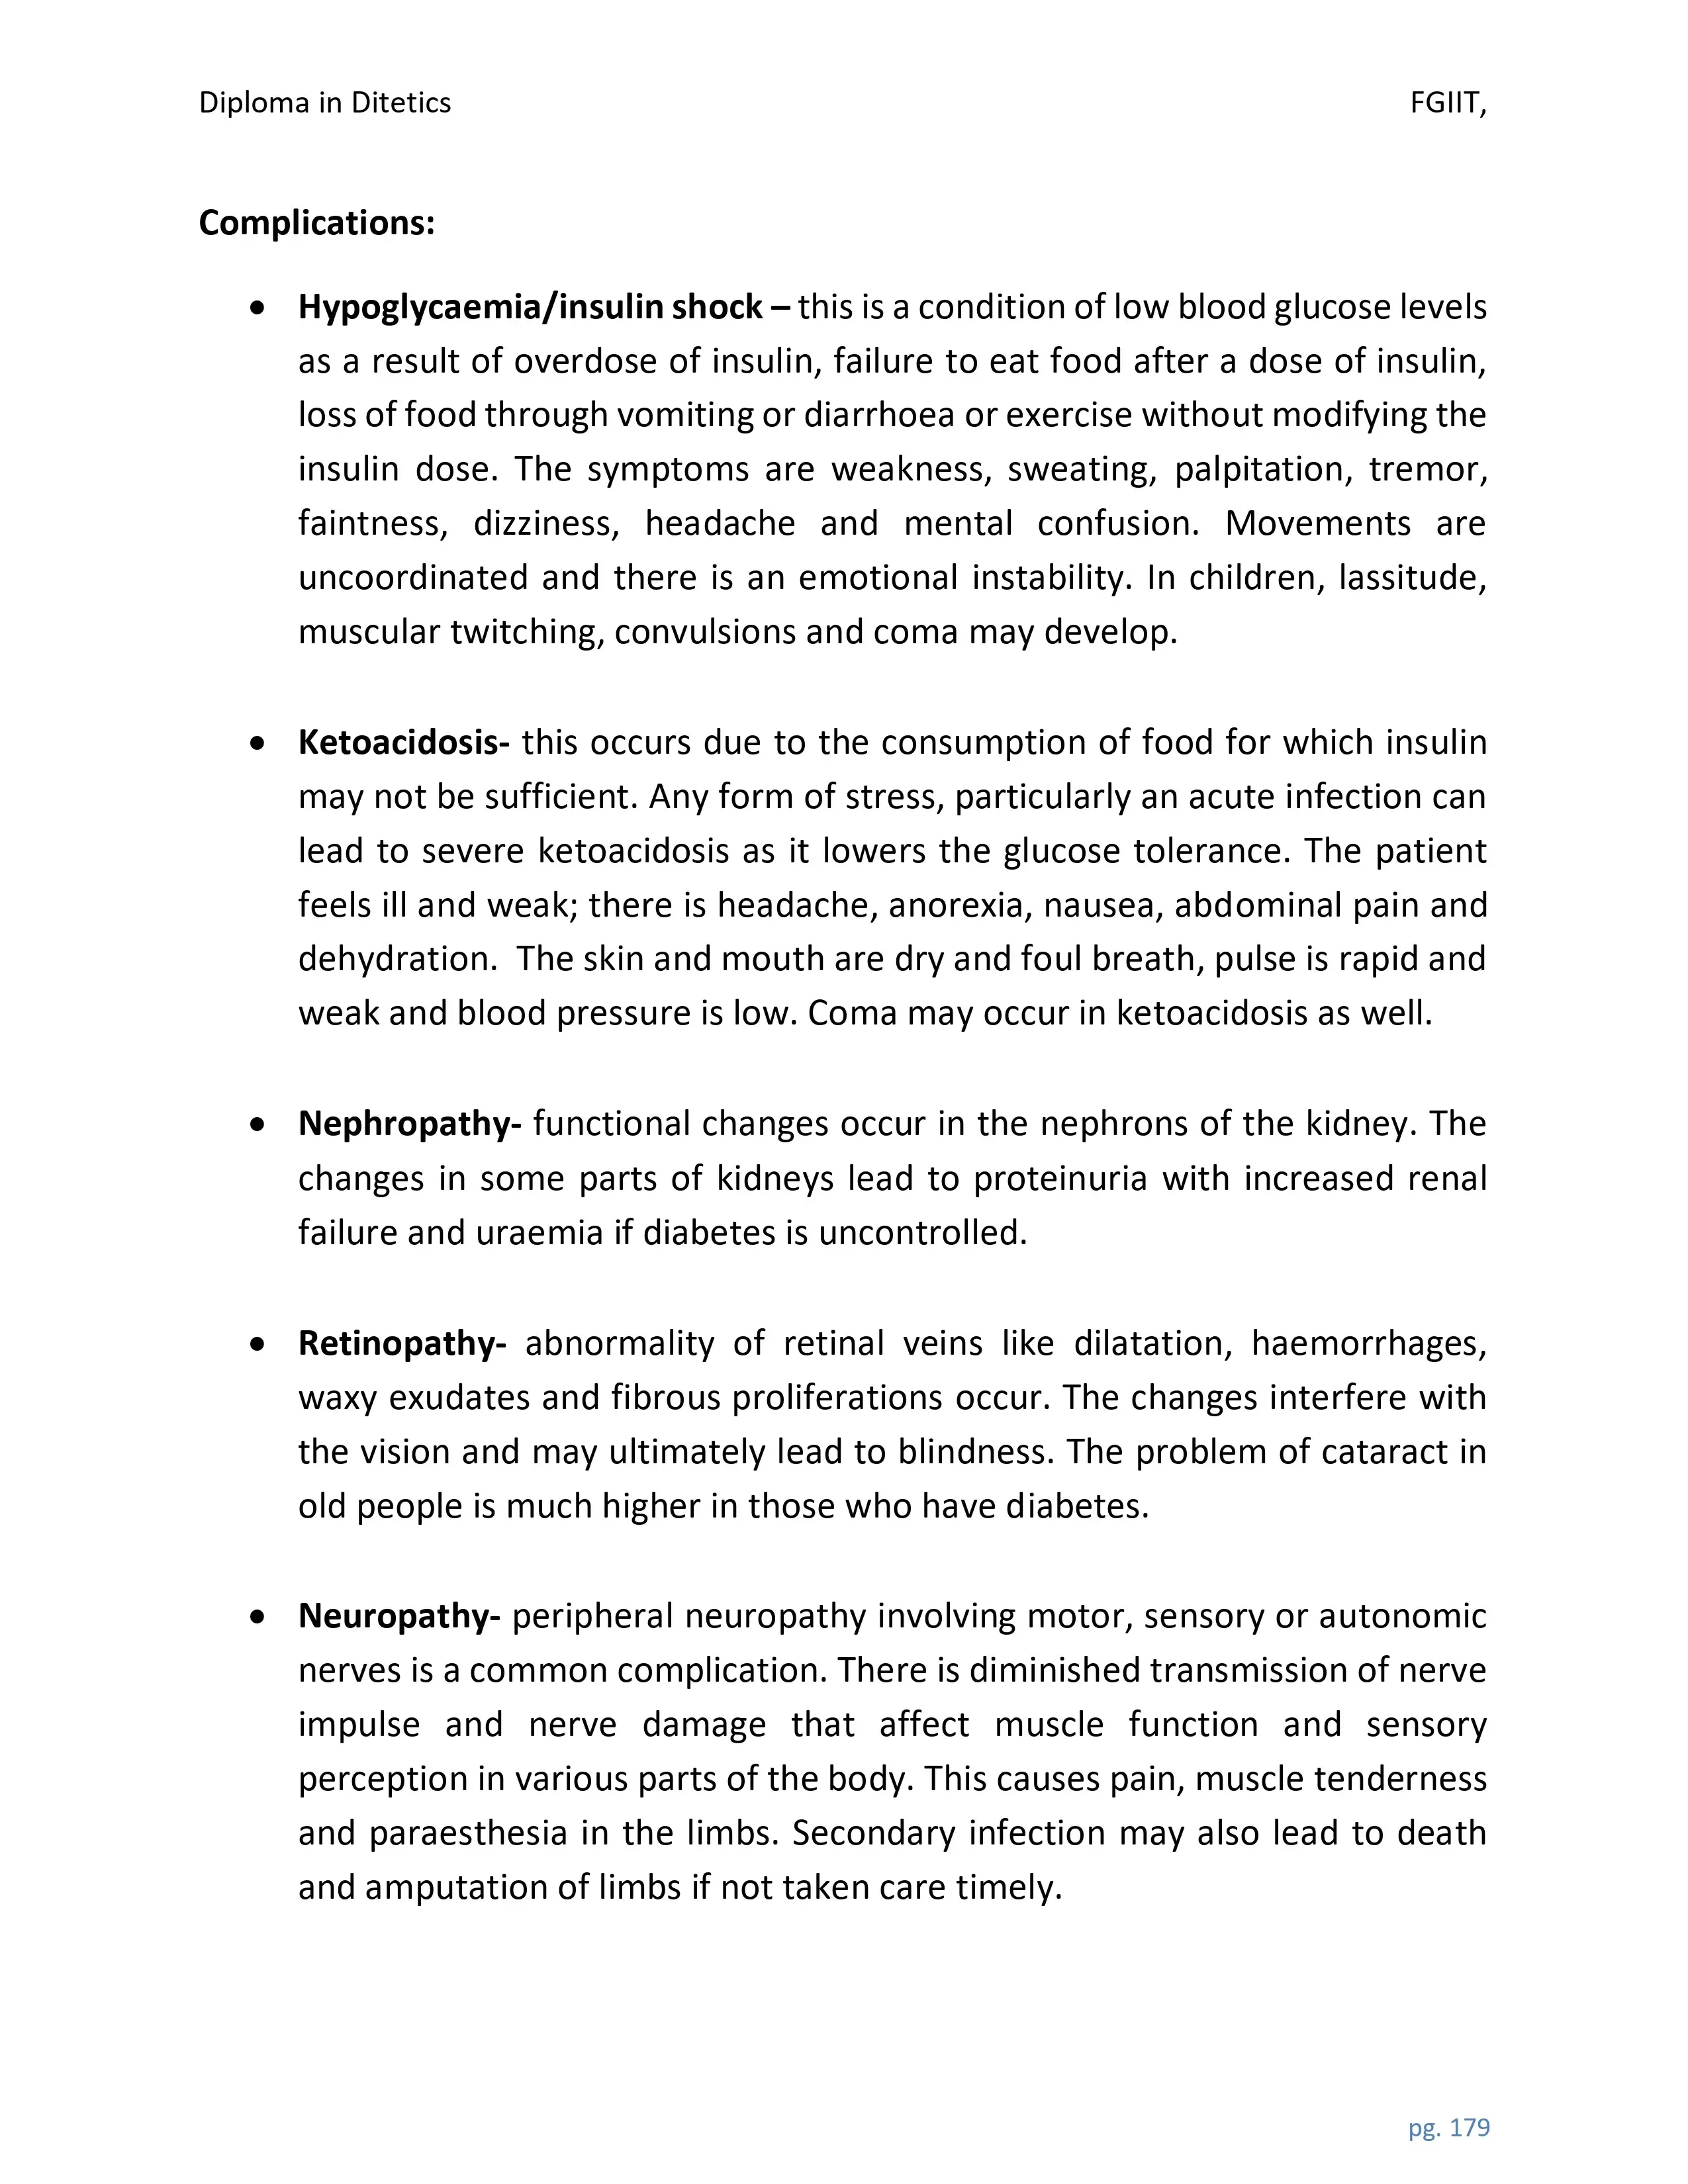 Diploma in Ditetics FGIIT,
Complications:
• Hypoglycaemia/insulin shock – this is a condition of low blood glucose levels
as a result of overdose of insulin, failure to eat food after a dose of insulin,
loss of food through vomiting or diarrhoea or exercise without modifying the
insulin dose. The symptoms are weakness, sweating, palpitation, tremor,
faintness, dizziness, headache and mental confusion. Movements are
uncoordinated and there is an emotional instability. In children, lassitude,
muscular twitching, convulsions and coma may develop.
• Ketoacidosis- this occurs due to the consumption of food for which insulin
may not be sufficient. Any form of stress, particularly an acute infection can
lead to severe ketoacidosis as it lowers the glucose tolerance. The patient
feels ill and weak; there is headache, anorexia, nausea, abdominal pain and
dehydration.  The skin and mouth are dry and foul breath, pulse is rapid and
weak and blood pressure is low. Coma may occur in ketoacidosis as well.
• Nephropathy- functional changes occur in the nephrons of the kidney. The
changes in some parts of kidneys lead to proteinuria with increased renal
failure and uraemia if diabetes is uncontrolled.
• Retinopathy- abnormality of retinal veins like dilatation, haemorrhages,
waxy exudates and fibrous proliferations occur. The changes interfere with
the vision and may ultimately lead to blindness. The problem of cataract in
old people is much higher in those who have diabetes.
• Neuropathy- peripheral neuropathy involving motor, sensory or autonomic
nerves is a common complication. There is diminished transmission of nerve
impulse and nerve damage that affect muscle function and sensory
perception in various parts of the body. This causes pain, muscle tenderness
and paraesthesia in the limbs. Secondary infection may also lead to death
and amputation of limbs if not taken care timely.
pg. 179